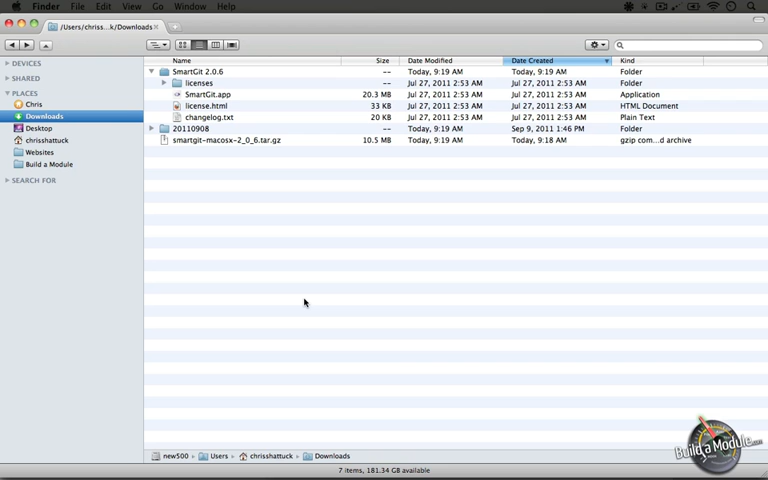 Finder File Edit View Go Window Help
/Users/chriss…k/Downloads
Name Size Date Modified Date Created Kind
DEVICES
SHARED
PLACES
Chris
Downloads
Desktop
chrisshattuck
Websites
Build a Module
SEARCH FOR
SmartGit 2.0.6 -- Today, 9:19 AM Today, 9:19 AM Folder
licenses -- Jul 27, 2011 2:53 AM Jul 27, 2011 2:53 AM Folder
SmartGit.app 20.3 MB Jul 27, 2011 2:53 AM Jul 27, 2011 2:53 AM Application
license.html 33 KB Jul 27, 2011 2:53 AM Jul 27, 2011 2:53 AM HTML Document
changelog.txt 20 KB Jul 27, 2011 2:53 AM Jul 27, 2011 2:53 AM Plain Text
20110908 -- Today, 9:19 AM Sep 9, 2011 1:46 PM Folder
smartgit-macosx-2_0_6.tar.gz 10.5 MB Today, 9:19 AM Today, 9:18 AM gzip com…d archive
new500 Users chrisshattuck Downloads
7 items, 181.34 GB available
Build a Module.com